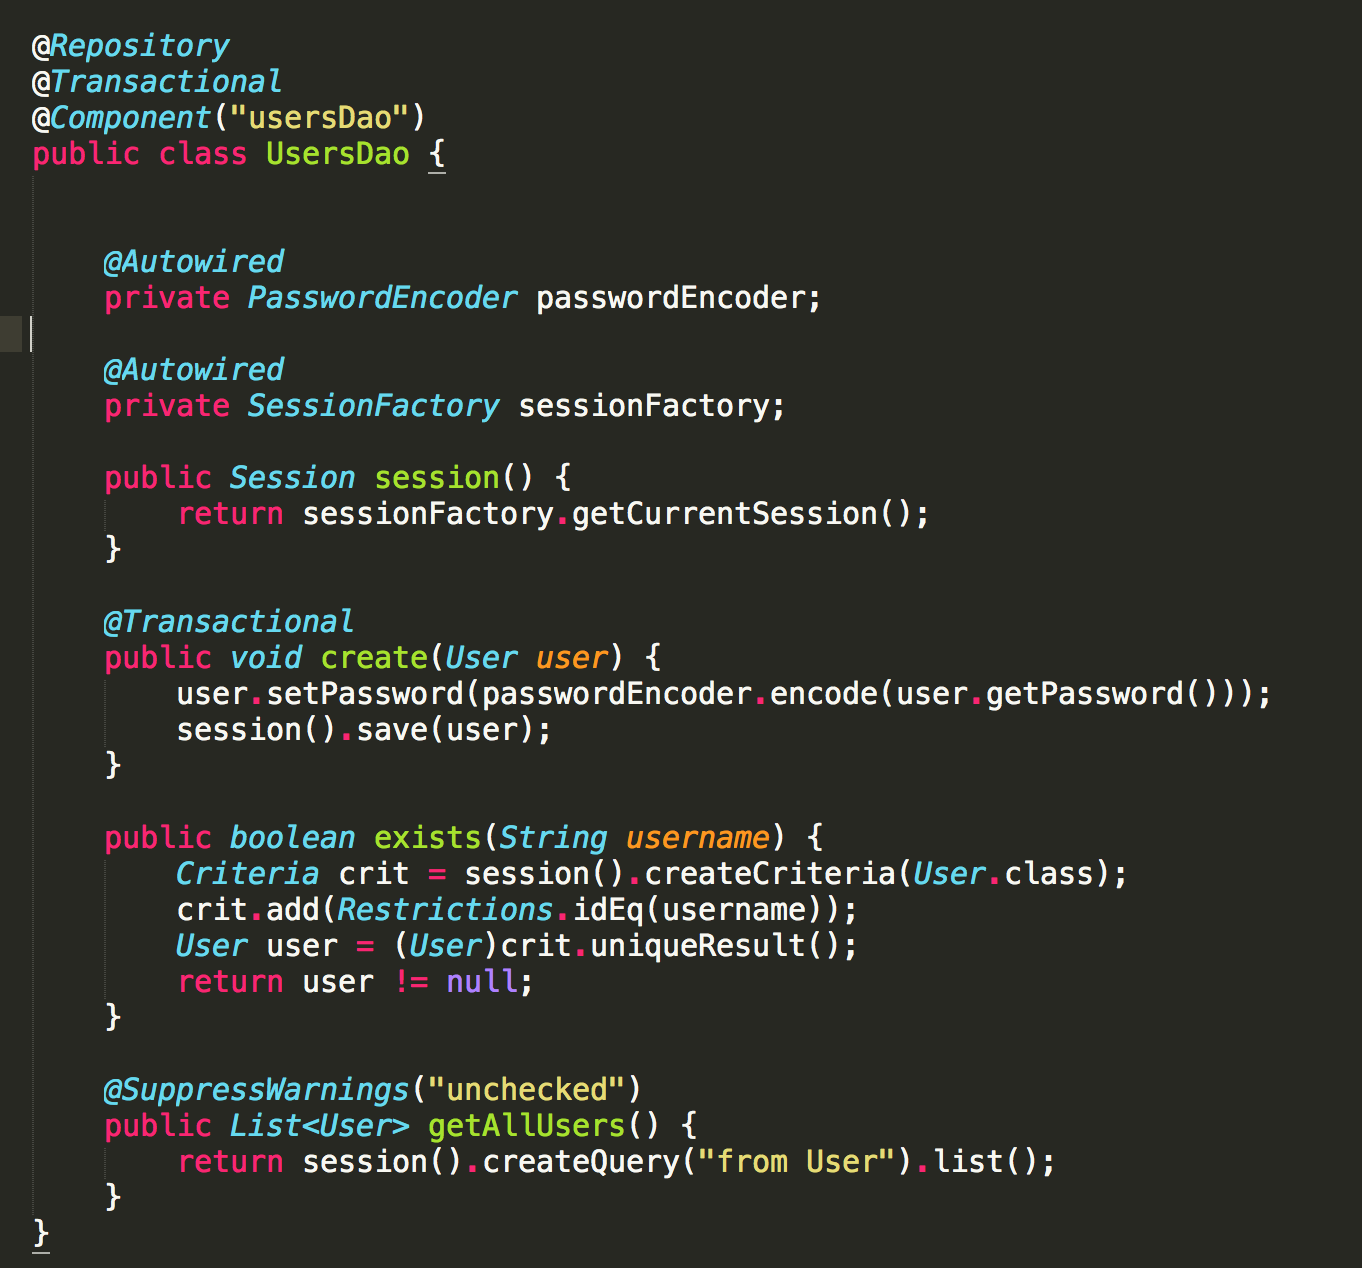 @Repository
@Transactional
@Component("usersDao")
public class UsersDao {
@Autowired
private PasswordEncoder passwordEncoder;
@Autowired
private SessionFactory sessionFactory;
public Session session() {
return sessionFactory.getCurrentSession();
}
@Transactional
public void create(User user) {
user.setPassword(passwordEncoder.encode(user.getPassword()));
session().save(user);
}
public boolean exists(String username) {
Criteria crit = session().createCriteria(User.class);
crit.add(Restrictions.idEq(username));
User user = (User)crit.uniqueResult();
return user != null;
}
@SuppressWarnings("unchecked")
public List<User> getAllUsers() {
return session().createQuery("from User").list();
}
}